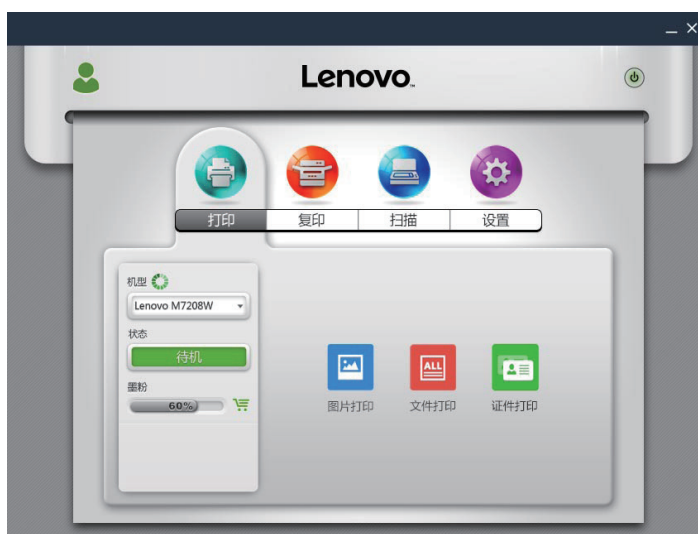 Lenovo
打印 复印 扫描 设置
机型
Lenovo M7208W
状态
待机
墨粉
60%
ALL
图片打印 文件打印 证件打印